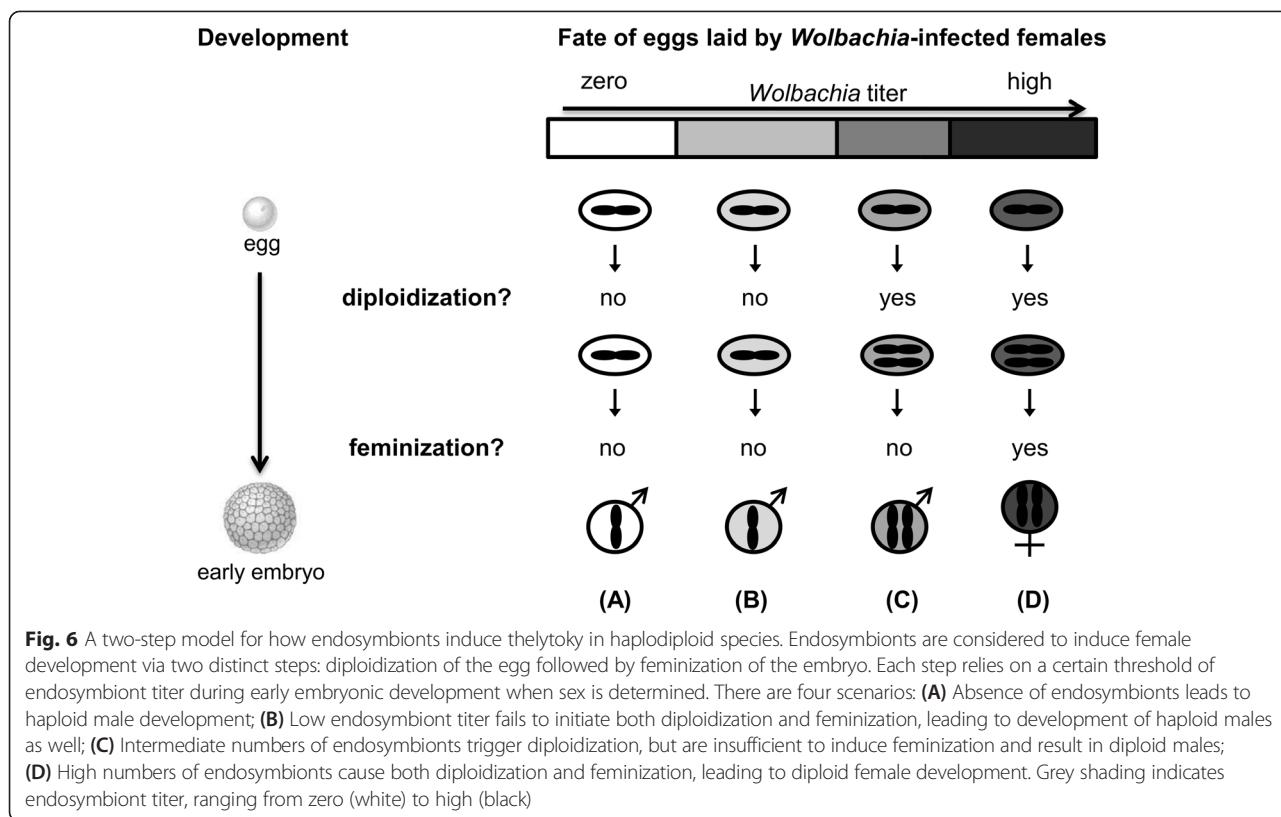 Development
Fate of eggs laid by Wolbachia-infected females
zero
Wolbachia titer
high
egg
diploidization?
no
no
yes
yes
feminization?
no
no
no
yes
early embryo
(A)
(B)
(C)
(D)
Fig. 6 A two-step model for how endosymbionts induce thelytoky in haplodiploid species. Endosymbionts are considered to induce female
development via two distinct steps: diploidization of the egg followed by feminization of the embryo. Each step relies on a certain threshold of
endosymbiont titer during early embryonic development when sex is determined. There are four scenarios: (A) Absence of endosymbionts leads to
haploid male development; (B) Low endosymbiont titer fails to initiate both diploidization and feminization, leading to development of haploid males
as well; (C) Intermediate numbers of endosymbionts trigger diploidization, but are insufficient to induce feminization and result in diploid males;
(D) High numbers of endosymbionts cause both diploidization and feminization, leading to diploid female development. Grey shading indicates
endosymbiont titer, ranging from zero (white) to high (black)